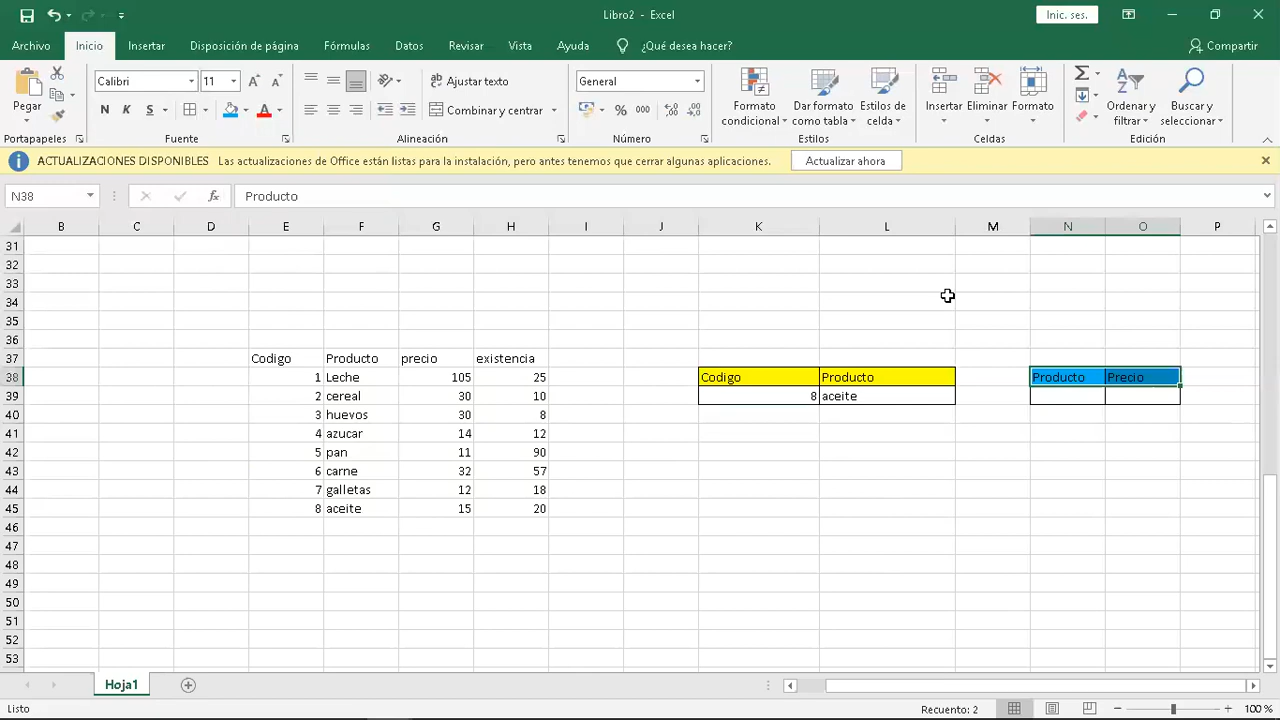 Libro2 - Excel
Inic. ses.
Archivo Inicio Insertar Disposición de página Fórmulas Datos Revisar Vista Ayuda ¿Qué desea hacer? Compartir
Pegar
Calibri 11
N K S
Ajustar texto
Combinar y centrar
General
% 000
Formato condicional
Dar formato como tabla
Estilos de celda
Insertar Eliminar Formato
Ordenar y filtrar
Buscar y seleccionar
Portapapeles Fuente Alineación Número Estilos Celdas Edición
ACTUALIZACIONES DISPONIBLES Las actualizaciones de Office están listas para la instalación, pero antes tenemos que cerrar algunas aplicaciones. Actualizar ahora
N38 fx Producto
B C D E F G H I J K L M N O P
31
32
33
34
35
36
37 Codigo Producto precio existencia
38 1 Leche 105 25 Codigo Producto Producto Precio
39 2 cereal 30 10 8 aceite
40 3 huevos 30 8
41 4 azucar 14 12
42 5 pan 11 90
43 6 carne 32 57
44 7 galletas 12 18
45 8 aceite 15 20
46
47
48
49
50
51
52
53
Hoja1
Listo Recuento: 2 100 %